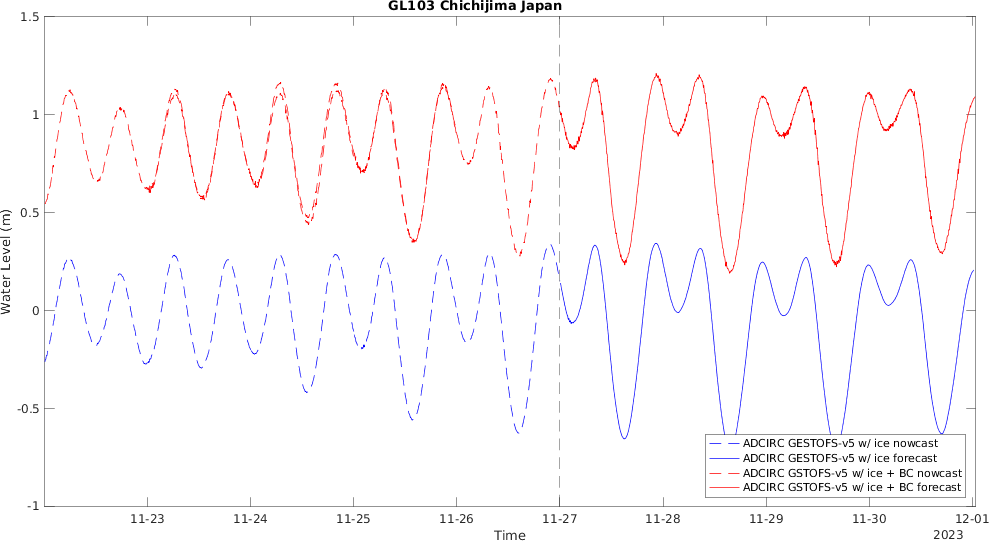 GL103 Chichijima Japan
1.5
1
0.5
0
-0.5
-1
Water Level (m)
11-23
11-24
11-25
11-26
11-27
11-28
11-29
11-30
12-01
Time
2023
ADCIRC GESTOFS-v5 w/ ice nowcast
ADCIRC GESTOFS-v5 w/ ice forecast
ADCIRC GSTOFS-v5 w/ ice + BC nowcast
ADCIRC GSTOFS-v5 w/ ice + BC forecast